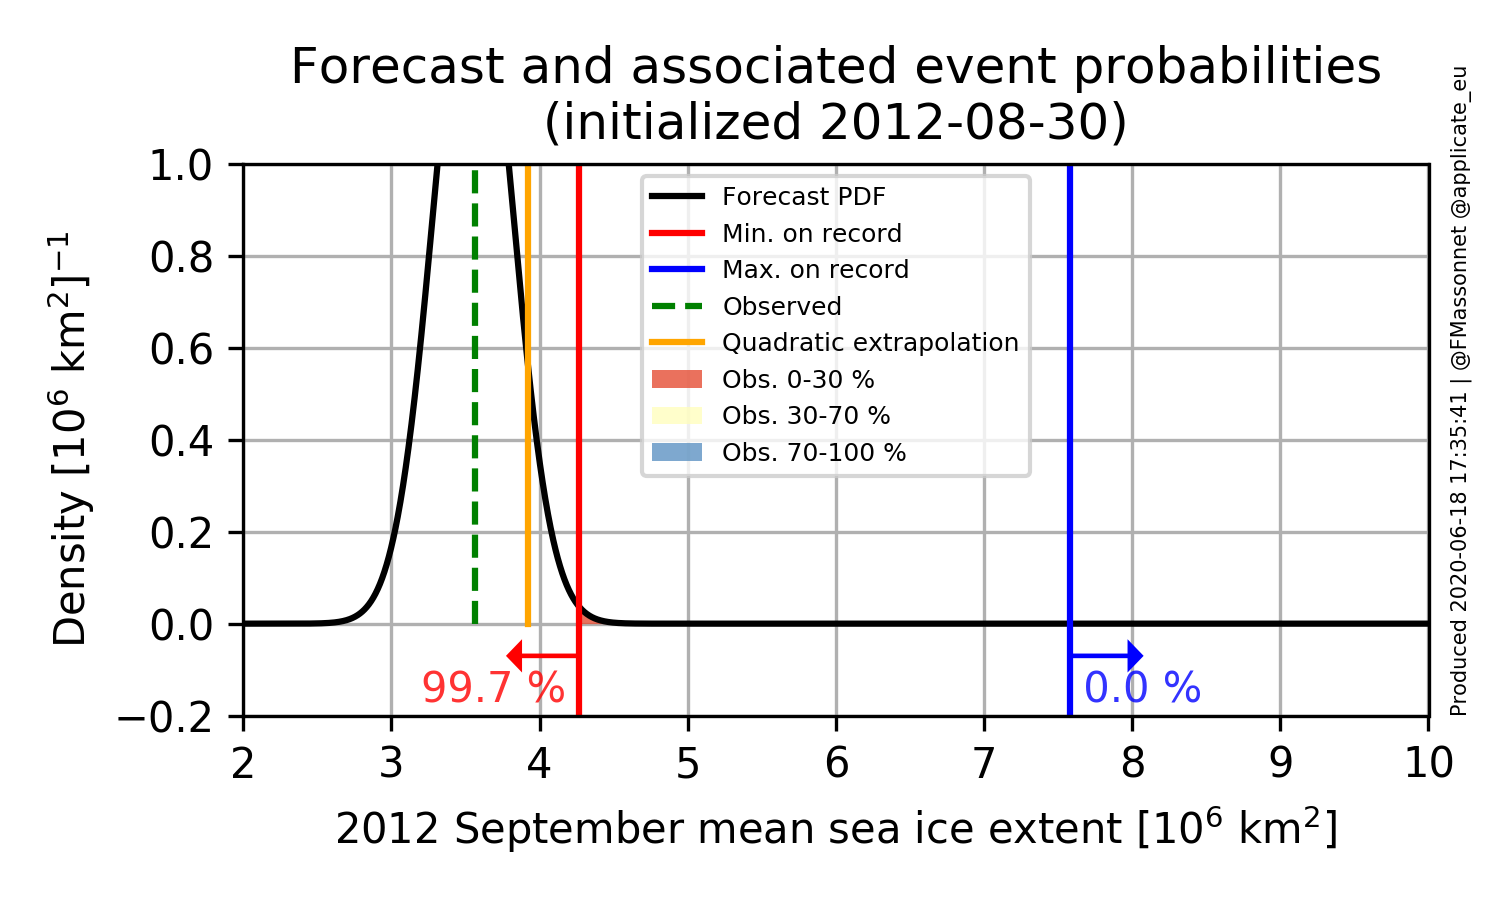 Forecast and associated event probabilities
(initialized 2012-08-30)
Density [10⁶ km²]⁻¹
1.0
0.8
0.6
0.4
0.2
0.0
−0.2
Forecast PDF
Min. on record
Max. on record
Observed
Quadratic extrapolation
Obs. 0-30 %
Obs. 30-70 %
Obs. 70-100 %
99.7 %
0.0 %
2 3 4 5 6 7 8 9 10
2012 September mean sea ice extent [10⁶ km²]
Produced 2020-06-18 17:35:41 | @FMassonnet @applicate_eu